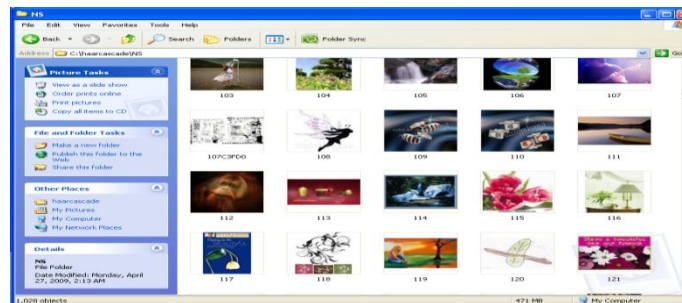 NS
File Edit View Favorites Tools Help
Back Search Folders Folder Sync
Address C:\haarcascade\NS Go
Picture Tasks
View as a slide show
Order prints online
Print pictures
Copy all items to CD
File and Folder Tasks
Make a new folder
Publish this folder to the
Web
Share this folder
Other Places
haarcascade
My Pictures
My Computer
My Network Places
Details
NS
File Folder
Date Modified: Monday, April
27, 2009, 2:13 AM
103 104 105 106 107
107C3FD0 108 109 110 111
112 113 114 115 116
117 118 119 120 121
1,028 objects 471 MB My Computer